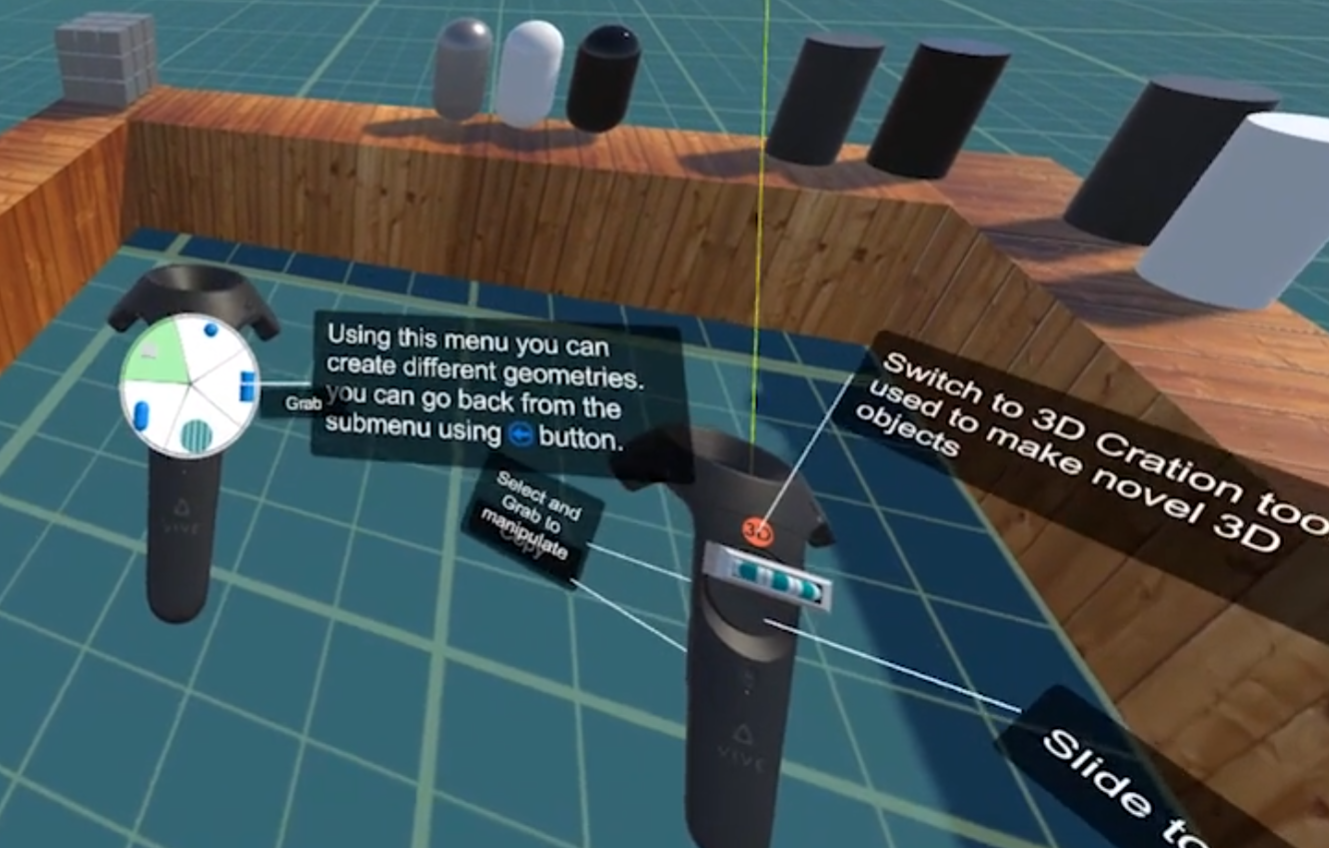 Using this menu you can
create different geometries.
you can go back from the
submenu using button.
Grab
Select and
Grab to
manipulate
Copy
3D
Switch to 3D Cration too
used to make novel 3D
objects
Slide to
VIVE
VIVE